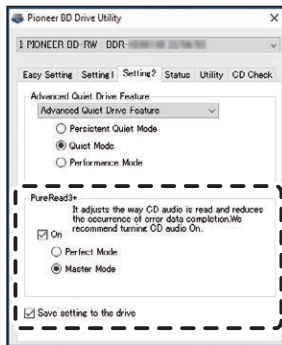 Pioneer BD Drive Utility
1 PIONEER BD-RW BDR-
Easy Setting Setting1 Setting2 Status Utility CD Check
Advanced Quiet Drive Feature
Advanced Quiet Drive Feature
Persistent Quiet Mode
Quiet Mode
Performance Mode
PureRead3+
It adjusts the way CD audio is read and reduces
the occurrence of error data completion.We
recommend turning CD audio On.
On
Perfect Mode
Master Mode
Save setting to the drive